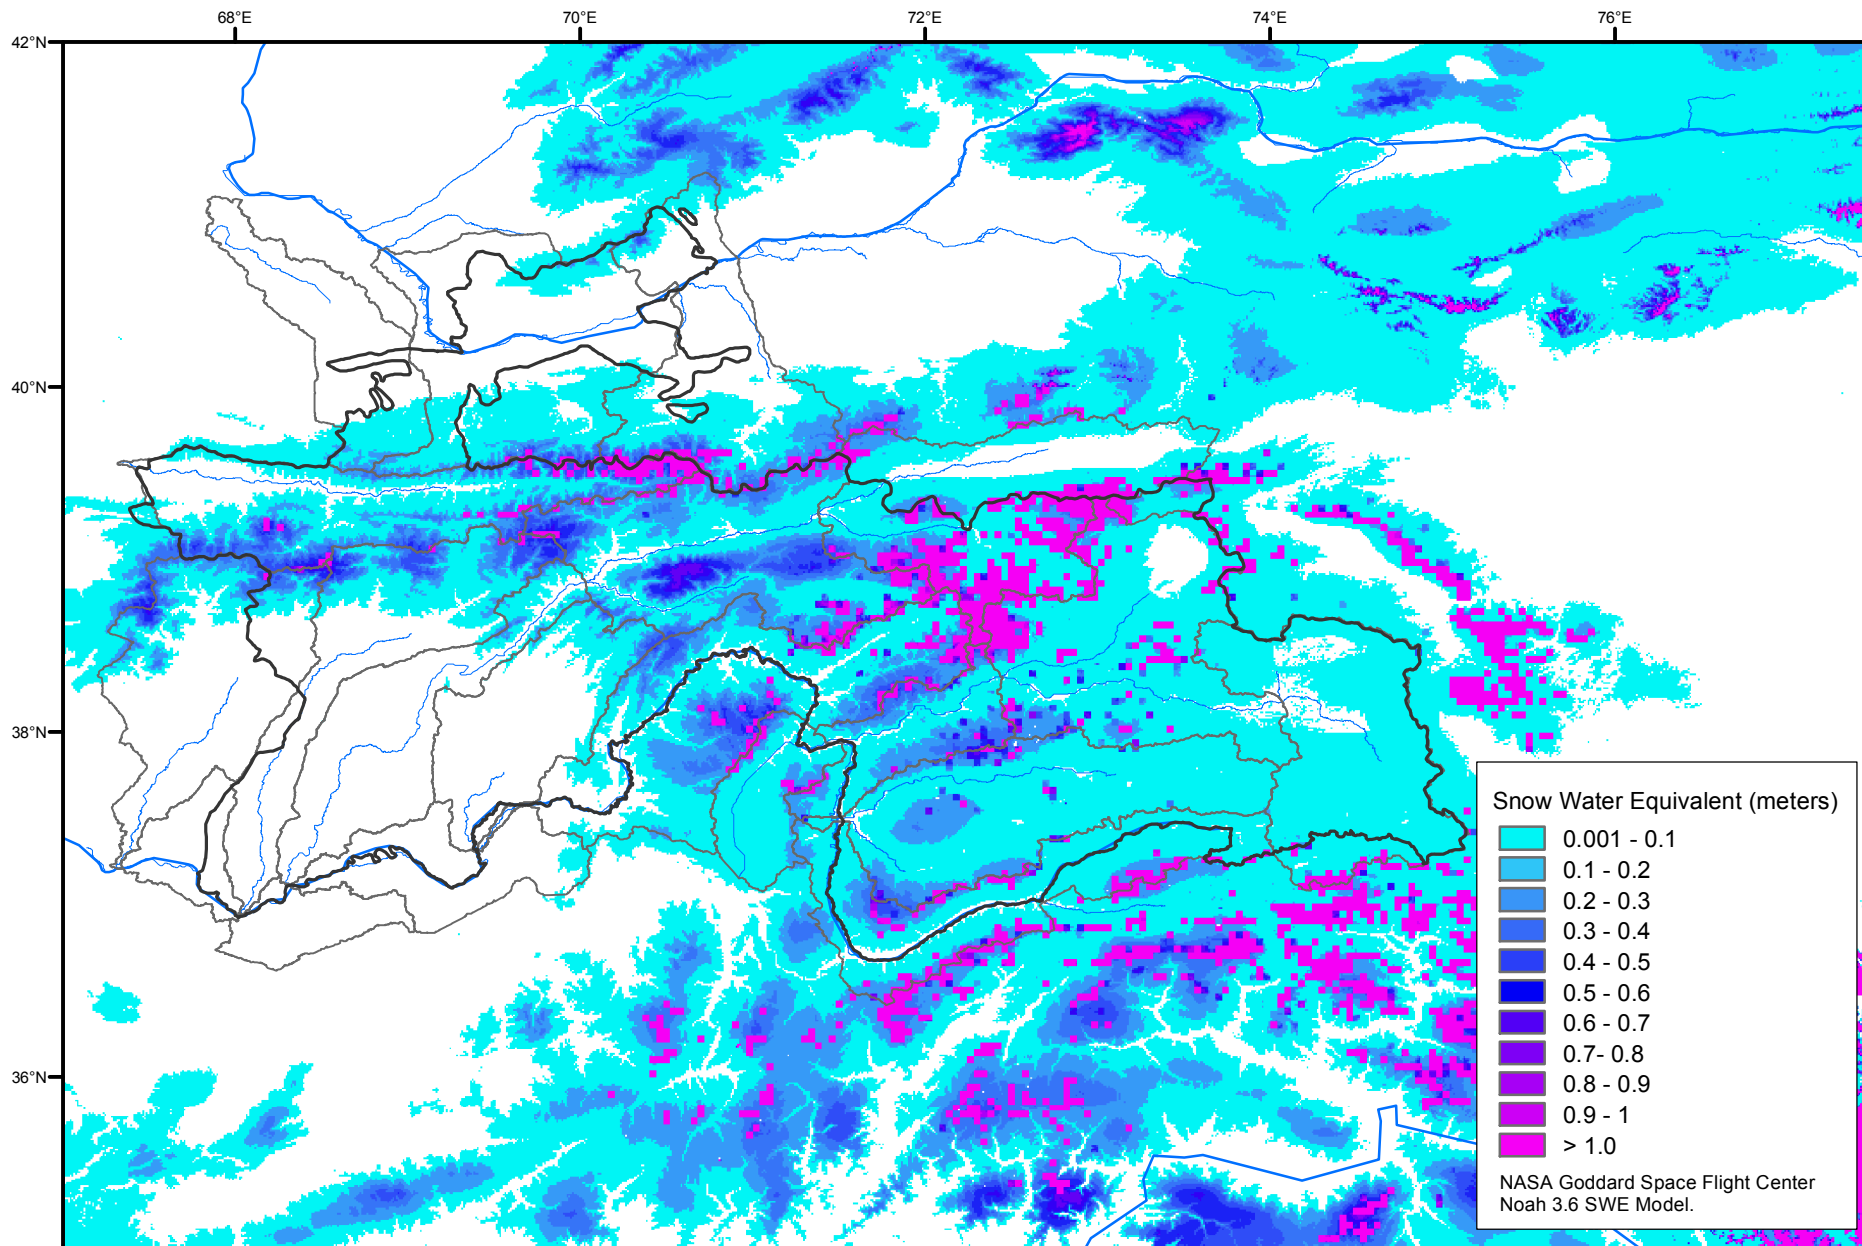 68°E
70°E
72°E
74°E
76°E
42°N
40°N
38°N
36°N
Snow Water Equivalent (meters)
0.001 - 0.1
0.1 - 0.2
0.2 - 0.3
0.3 - 0.4
0.4 - 0.5
0.5 - 0.6
0.6 - 0.7
0.7- 0.8
0.8 - 0.9
0.9 - 1
> 1.0
NASA Goddard Space Flight Center
Noah 3.6 SWE Model.